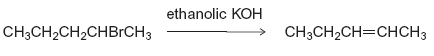 ethanolic KOH
CH₃CH₂CH₂CHBrCH₃ ⟶ CH₃CH₂CH=CHCH₃